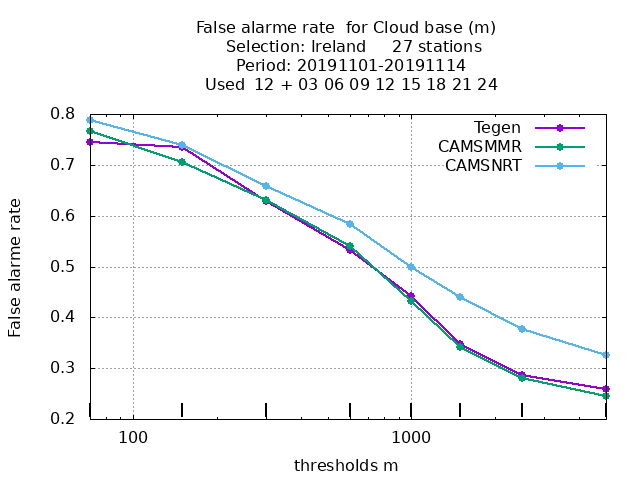 False alarme rate  for Cloud base (m)
Selection: Ireland     27 stations
Period: 20191101-20191114
Used  12 + 03 06 09 12 15 18 21 24
Tegen
CAMSMMR
CAMSNRT
0.8
0.7
0.6
0.5
0.4
0.3
0.2
False alarme rate
100
1000
thresholds m